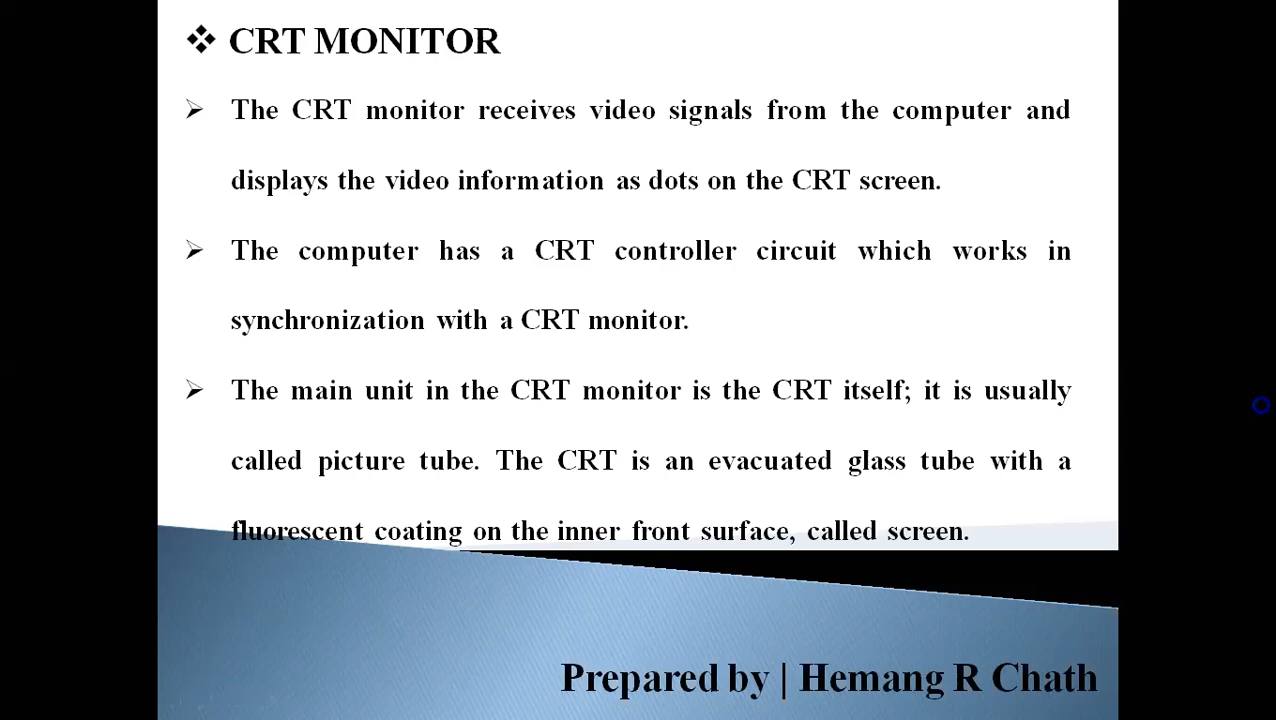 ❖ CRT MONITOR
➢ The CRT monitor receives video signals from the computer and
displays the video information as dots on the CRT screen.
➢ The computer has a CRT controller circuit which works in
synchronization with a CRT monitor.
➢ The main unit in the CRT monitor is the CRT itself; it is usually
called picture tube. The CRT is an evacuated glass tube with a
fluorescent coating on the inner front surface, called screen.
Prepared by | Hemang R Chath